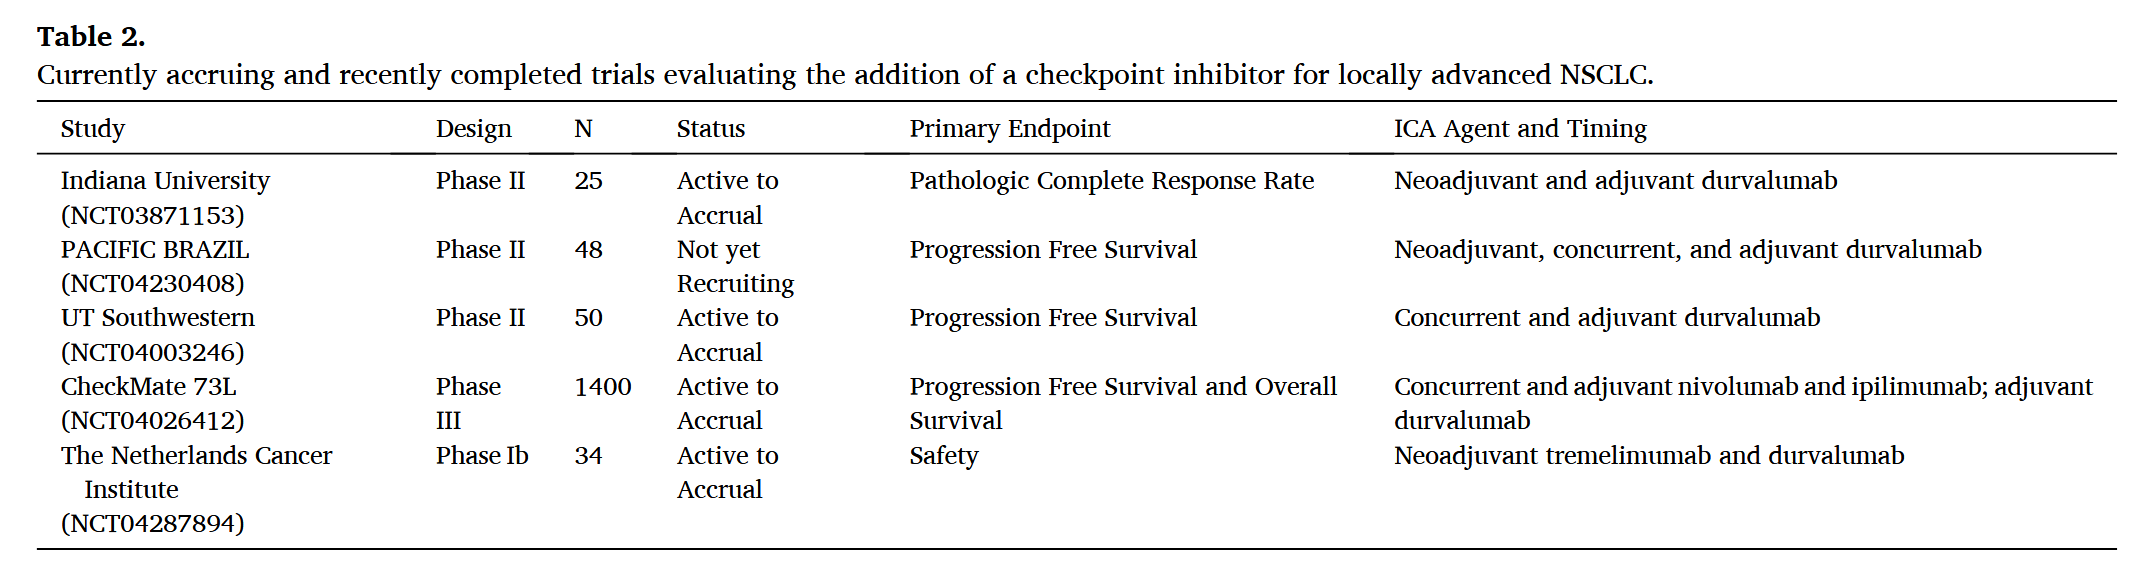 Table 2.
Currently accruing and recently completed trials evaluating the addition of a checkpoint inhibitor for locally advanced NSCLC.
Study Design N Status Primary Endpoint ICA Agent and Timing
Indiana University Phase II 25 Active to Pathologic Complete Response Rate Neoadjuvant and adjuvant durvalumab
(NCT03871153) Accrual
PACIFIC BRAZIL Phase II 48 Not yet Progression Free Survival Neoadjuvant, concurrent, and adjuvant durvalumab
(NCT04230408) Recruiting
UT Southwestern Phase II 50 Active to Progression Free Survival Concurrent and adjuvant durvalumab
(NCT04003246) Accrual
CheckMate 73L Phase 1400 Active to Progression Free Survival and Overall Concurrent and adjuvant nivolumab and ipilimumab; adjuvant
(NCT04026412) III Accrual Survival durvalumab
The Netherlands Cancer Phase Ib 34 Active to Safety Neoadjuvant tremelimumab and durvalumab
Institute Accrual
(NCT04287894)